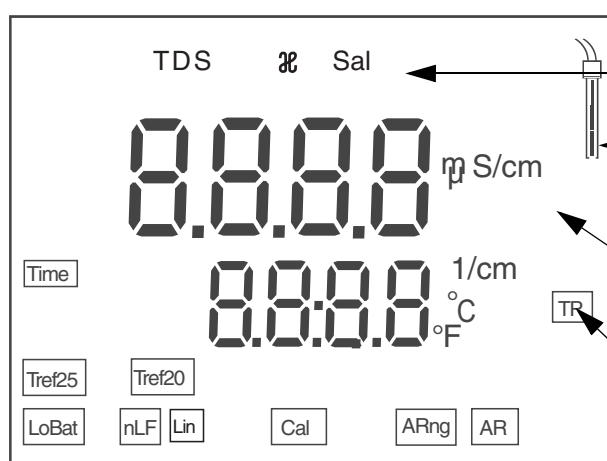 TDS ϰ Sal
8.8.8.8 m µ S/cm
Time 8.8:8.8 1/cm °C °F TR
Tref25 Tref20
LoBat nLF Lin Cal ARng AR